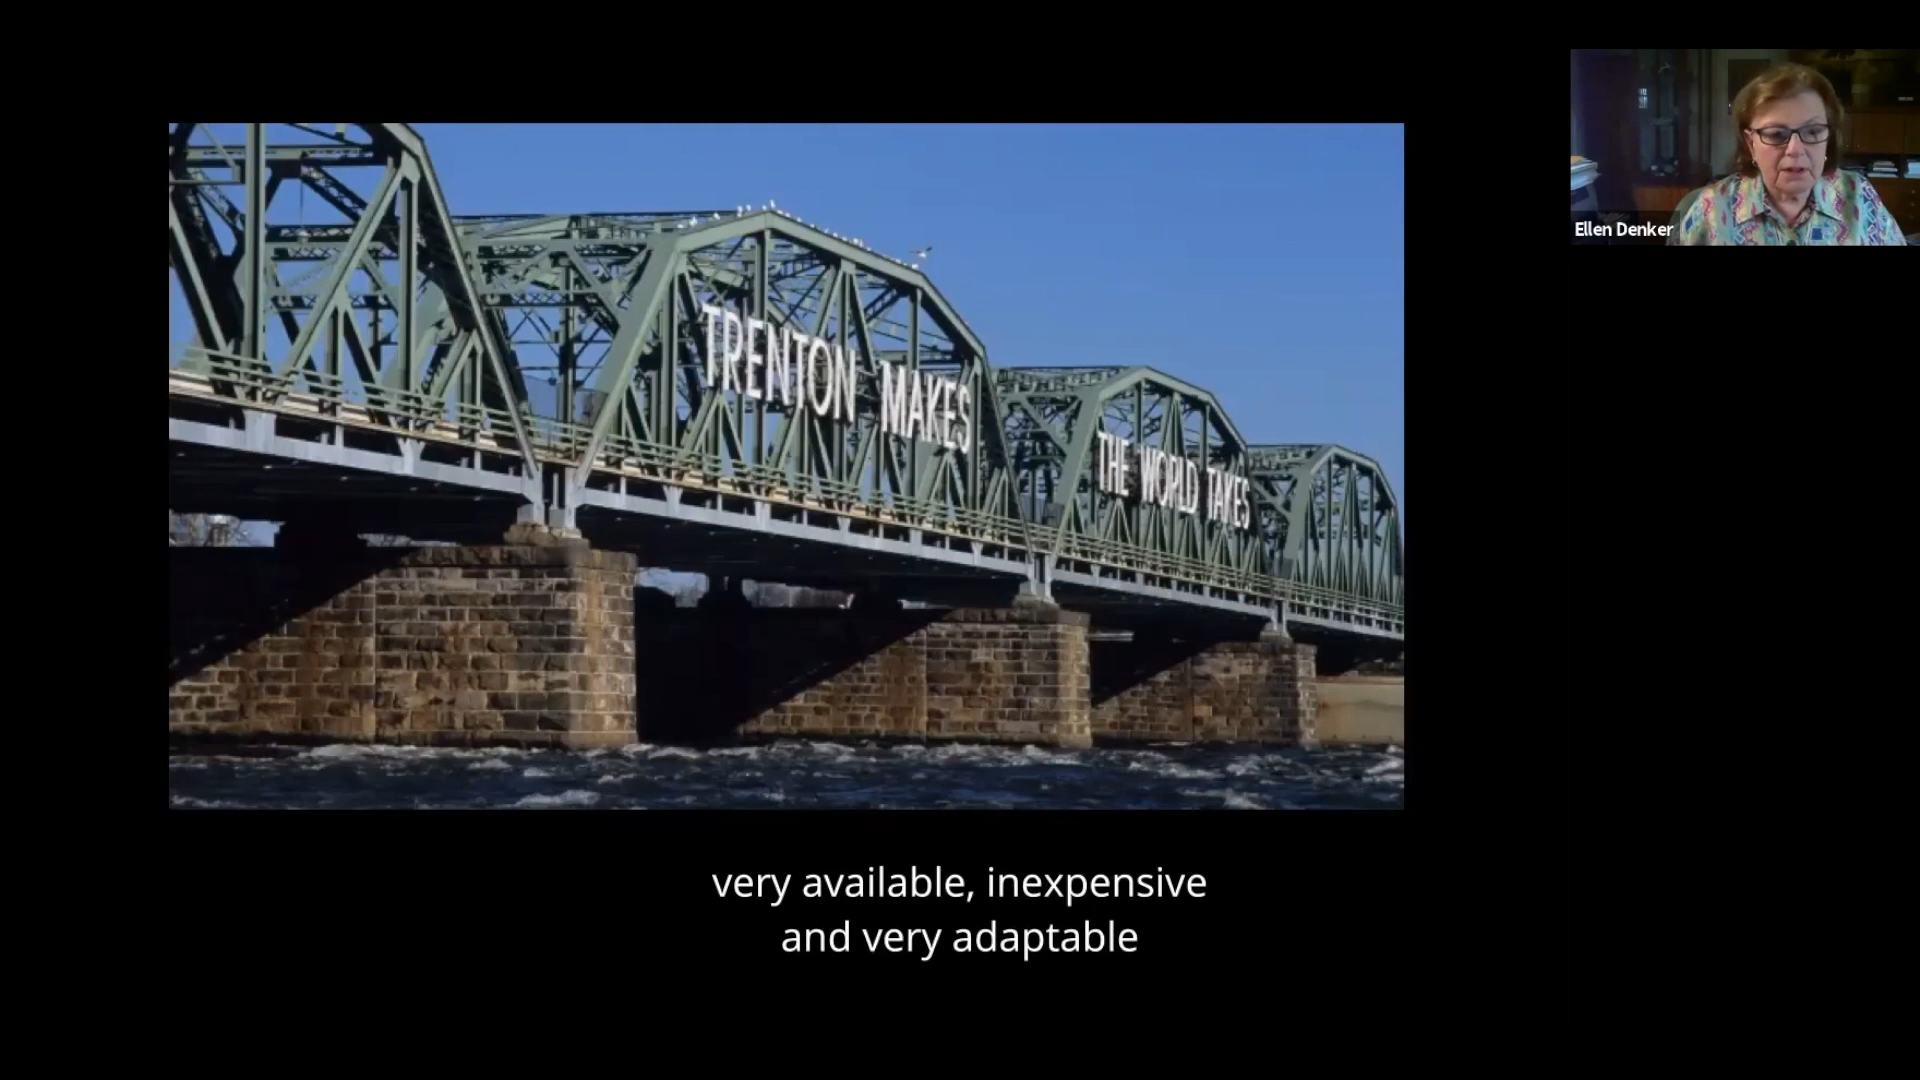 Ellen Denker
TRENTON MAKES
THE WORLD TAKES
very available, inexpensive
and very adaptable